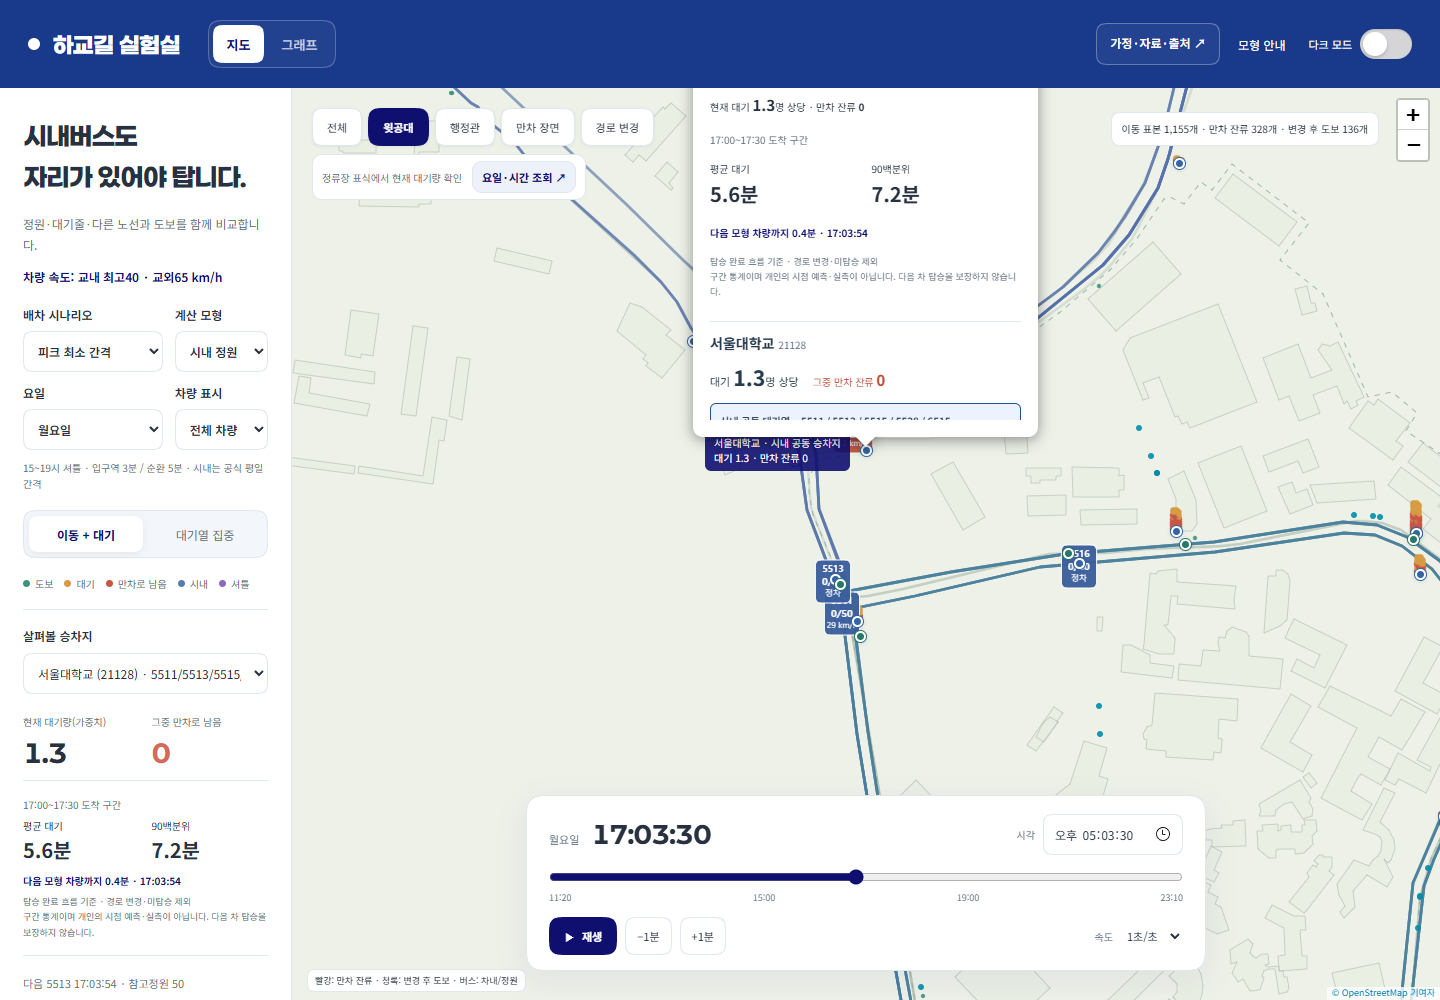 하교길 실험실
지도
그래프
가정·자료·출처 ↗
모형 안내
다크 모드
시내버스도
자리가 있어야 탑니다.
정원·대기줄·다른 노선과 도보를 함께 비교합니
다.
차량 속도: 교내 최고40 · 교외65 km/h
배차 시나리오
계산 모형
피크 최소 간격
시내 정원
요일
차량 표시
월요일
전체 차량
15~19시 셔틀 · 입구역 3분 / 순환 5분 · 시내는 공식 평일
간격
이동 + 대기
대기열 집중
도보
대기
만차로 남음
시내
셔틀
살펴볼 승차지
서울대학교 (21128) · 5511/5513/5515,
현재 대기량(가중치)
그중 만차로 남음
1.3
0
17:00~17:30 도착 구간
평균 대기
90백분위
5.6분
7.2분
다음 모형 차량까지 0.4분 · 17:03:54
탑승 완료 흐름 기준 · 경로 변경·미탑승 제외
구간 통계이며 개인의 시점 예측·실측이 아닙니다. 다음 차 탑승을
보장하지 않습니다.
다음 5513 17:03:54 · 참고정원 50
전체
윗공대
행정관
만차 장면
경로 변경
정류장 표식에서 현재 대기량 확인
요일·시간 조회 ↗
이동 표본 1,155개 · 만차 잔류 328개 · 변경 후 도보 136개
+
−
현재 대기 1.3명 상당 · 만차 잔류 0
17:00~17:30 도착 구간
평균 대기
90백분위
5.6분
7.2분
다음 모형 차량까지 0.4분 · 17:03:54
탑승 완료 흐름 기준 · 경로 변경·미탑승 제외
구간 통계이며 개인의 시점 예측·실측이 아닙니다. 다음 차 탑승을 보장하지 않습니
다.
서울대학교 21128
대기 1.3명 상당
그중 만차 잔류 0
서울대학교 · 시내 공동 승차지
대기 1.3 · 만차 잔류 0
5513
정차
0/50
29 km/
정차
월요일 17:03:30
시각
오후 05:03:30
11:20
15:00
19:00
23:10
▶ 재생
−1분
+1분
속도
1초/초
빨강: 만차 잔류 · 청록: 변경 후 도보 · 버스: 차내/정원
© OpenStreetMap 기여자